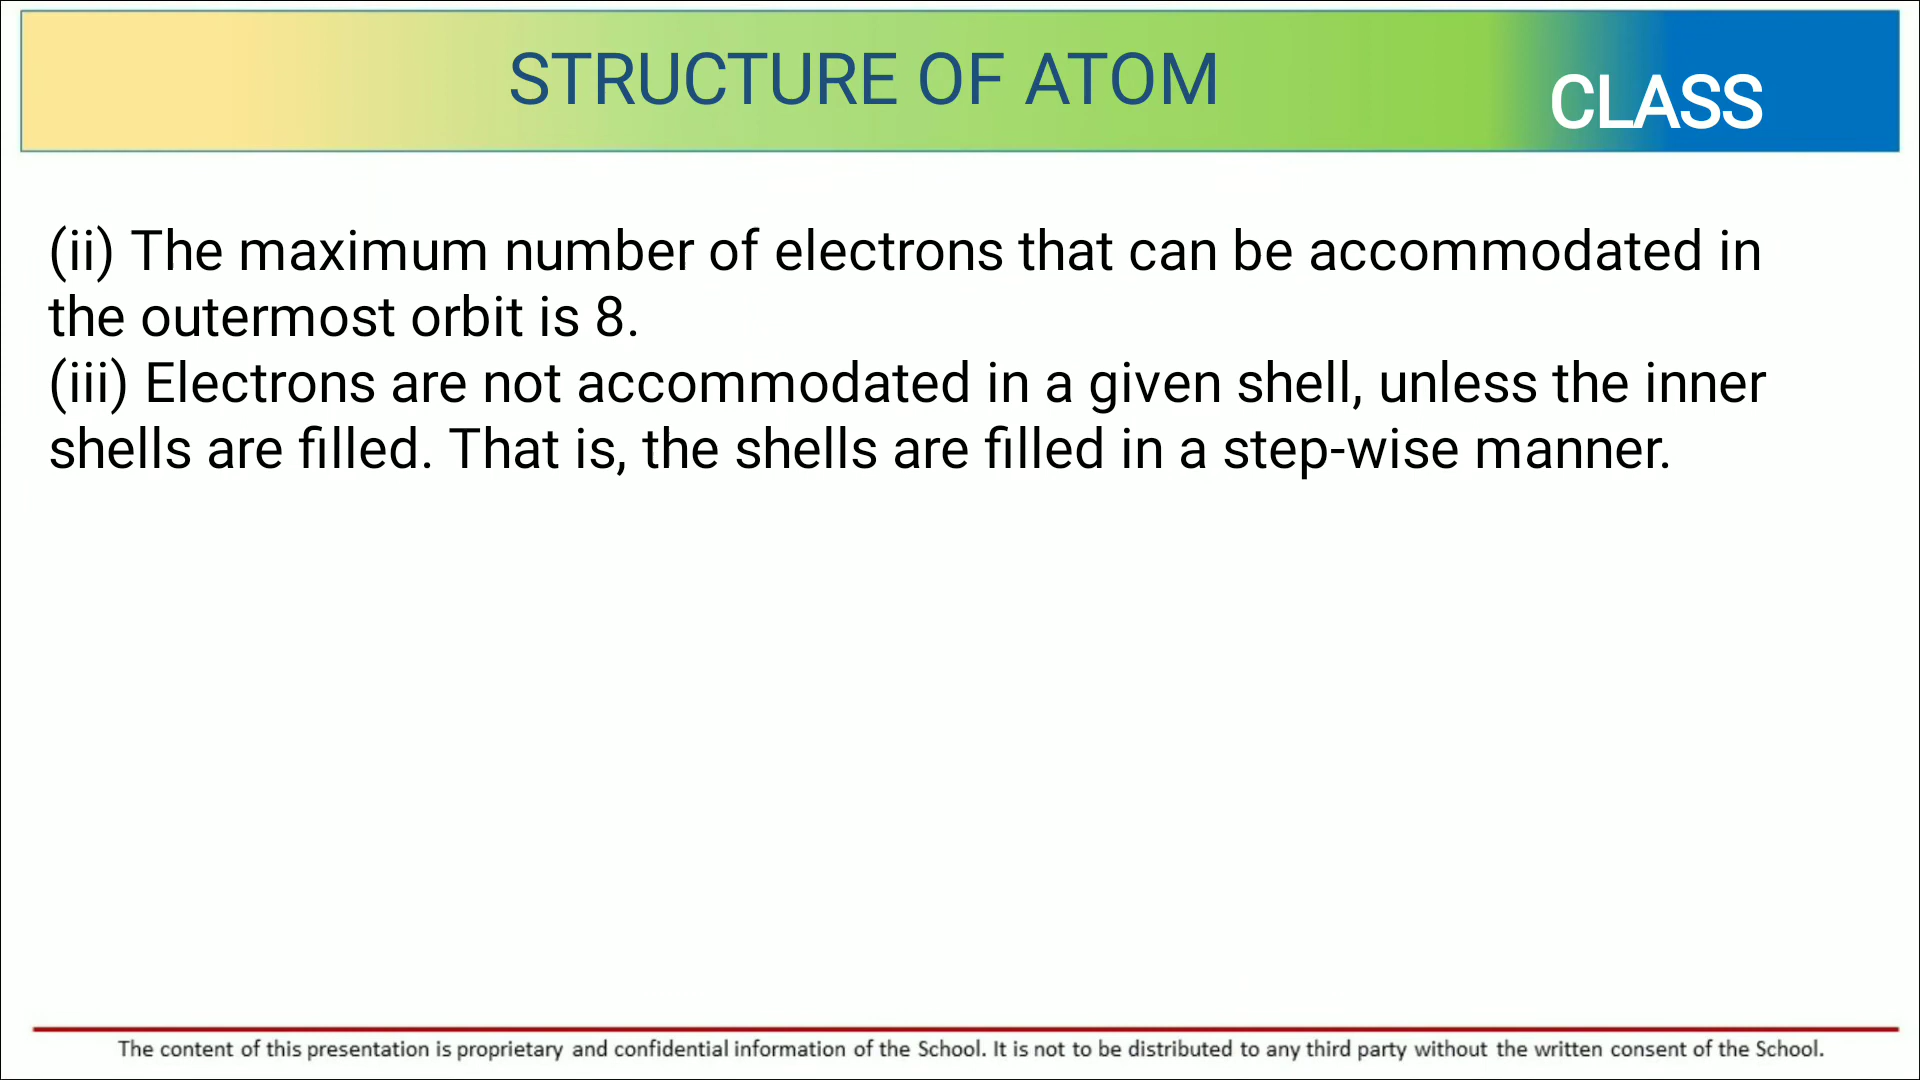 STRUCTURE OF ATOM
CLASS
(ii) The maximum number of electrons that can be accommodated in
the outermost orbit is 8.
(iii) Electrons are not accommodated in a given shell, unless the inner
shells are filled. That is, the shells are filled in a step-wise manner.
The content of this presentation is proprietary and confidential information of the School. It is not to be distributed to any third party without the written consent of the School.